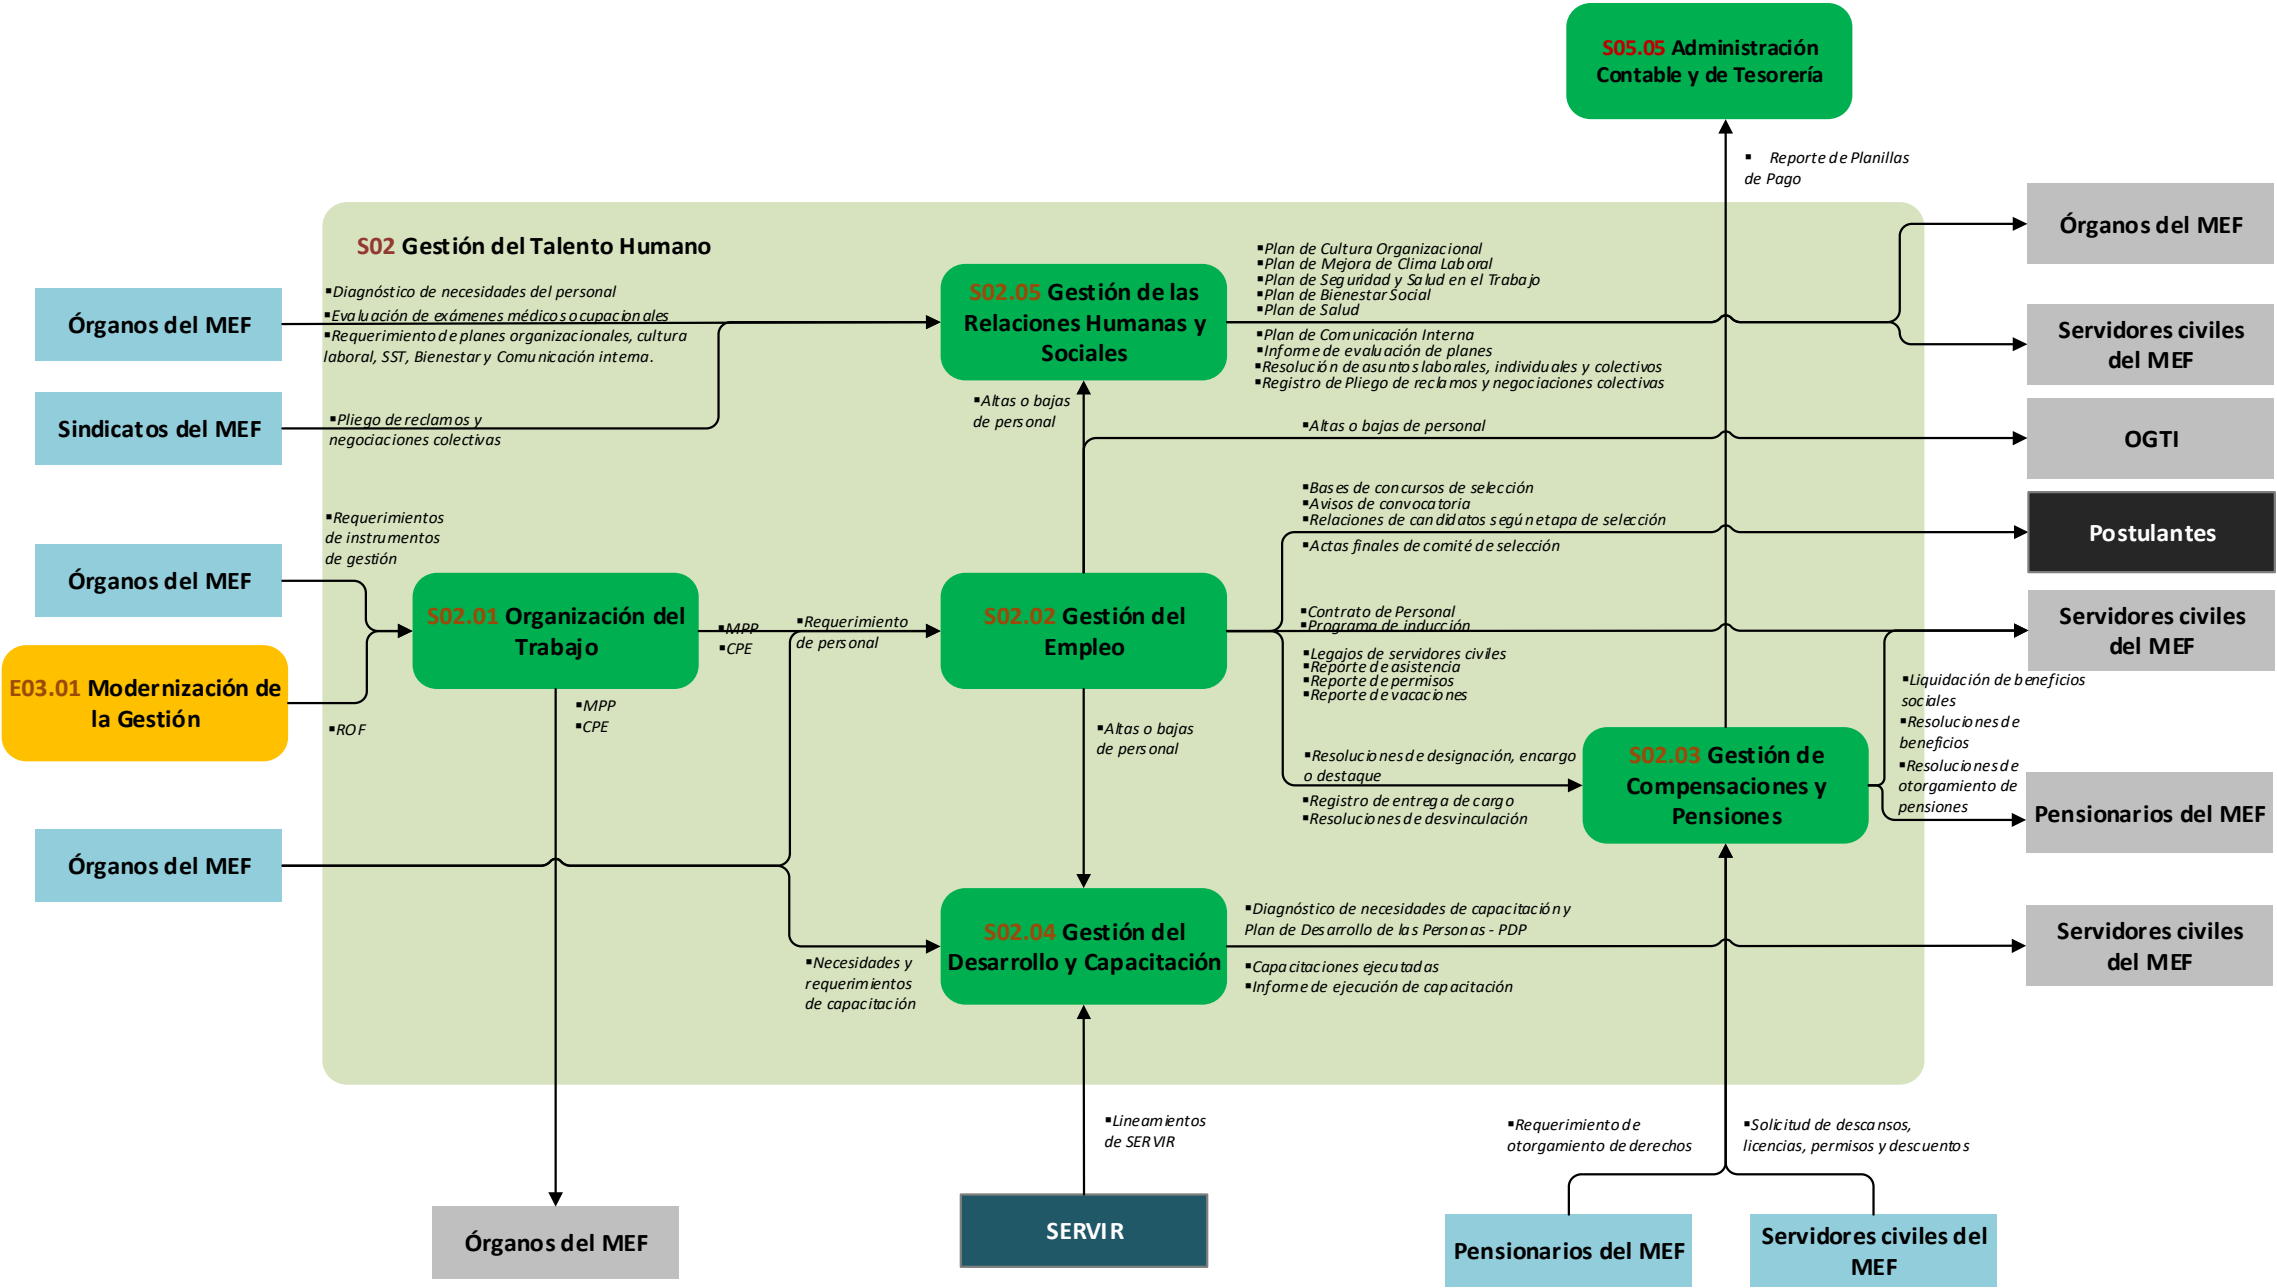 S05.05 Administración
Contable y de Tesorería
▪ Reporte de Planillas
de Pago
S02 Gestión del Talento Humano
Órganos del MEF
▪Diagnóstico de necesidades del personal
▪Evaluación de exámenes médicos ocupacionales
▪Requerimiento de planes organizacionales, cultura
laboral, SST, Bienestar y Comunicación interna.
Sindicatos del MEF
▪Pliego de reclamos y
negociaciones colectivas
S02.05 Gestión de las
Relaciones Humanas y
Sociales
▪Plan de Cultura Organizacional
▪Plan de Mejora de Clima Laboral
▪Plan de Seguridad y Salud en el Trabajo
▪Plan de Bienestar Social
▪Plan de Salud
▪Plan de Comunicación Interna
▪Informe de evaluación de planes
▪Resolución de asuntos laborales, individuales y colectivos
▪Registro de Pliego de reclamos y negociaciones colectivas
Órganos del MEF
Servidores civiles
del MEF
▪Altas o bajas
de personal
▪Altas o bajas de personal
OGTI
▪Bases de concursos de selección
▪Avisos de convocatoria
▪Relaciones de candidatos según etapa de selección
▪Actas finales de comité de selección
Postulantes
▪Requerimientos
de instrumentos
de gestión
Órganos del MEF
E03.01 Modernización de
la Gestión
▪ROF
S02.01 Organización del
Trabajo
▪MPP
▪CPE
▪MPP
▪CPE
▪Requerimiento
de personal
S02.02 Gestión del
Empleo
▪Contrato de Personal
▪Programa de inducción
▪Legajos de servidores civiles
▪Reporte de asistencia
▪Reporte de permisos
▪Reporte de vacaciones
Servidores civiles
del MEF
▪Altas o bajas
de personal
▪Resoluciones de designación, encargo
o destaque
▪Registro de entrega de cargo
▪Resoluciones de desvinculación
S02.03 Gestión de
Compensaciones y
Pensiones
▪Liquidación de beneficios
sociales
▪Resoluciones de
beneficios
▪Resoluciones de
otorgamiento de
pensiones
Pensionarios del MEF
Órganos del MEF
▪Necesidades y
requerimientos
de capacitación
S02.04 Gestión del
Desarrollo y Capacitación
▪Diagnóstico de necesidades de capacitación y
Plan de Desarrollo de las Personas - PDP
▪Capacitaciones ejecutadas
▪Informe de ejecución de capacitación
Servidores civiles
del MEF
▪Lineamientos
de SERVIR
▪Requerimiento de
otorgamiento de derechos
▪Solicitud de descansos,
licencias, permisos y descuentos
Órganos del MEF
SERVIR
Pensionarios del MEF
Servidores civiles del
MEF